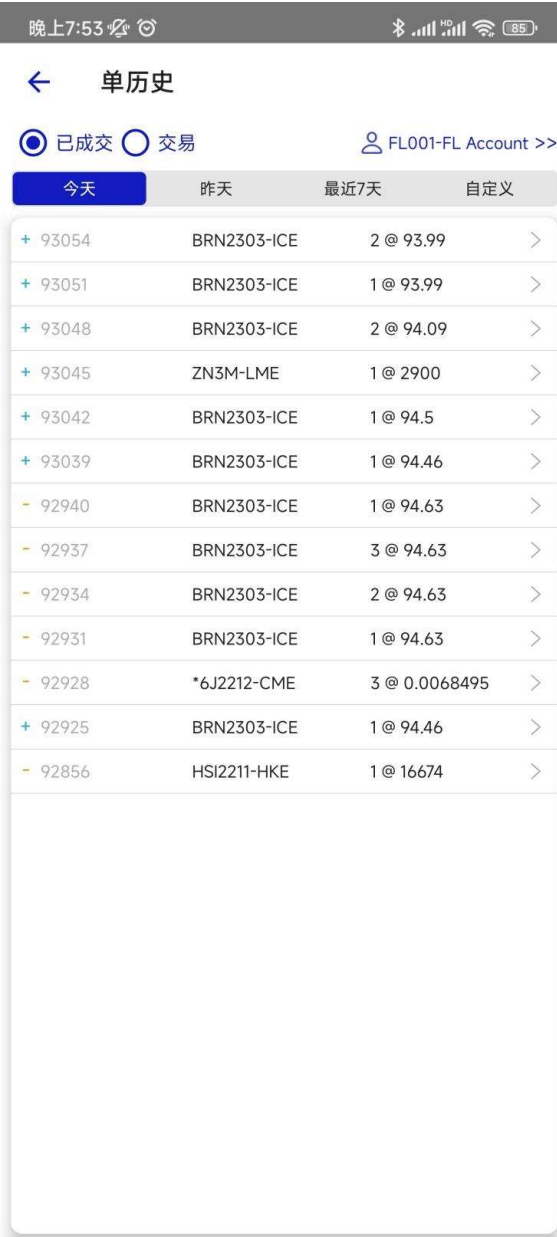 晚上7:53
HD
85
单历史
已成交 交易 FL001-FL Account >>
今天 昨天 最近7天 自定义
+ 93054 BRN2303-ICE 2 @ 93.99 >
+ 93051 BRN2303-ICE 1 @ 93.99 >
+ 93048 BRN2303-ICE 2 @ 94.09 >
+ 93045 ZN3M-LME 1 @ 2900 >
+ 93042 BRN2303-ICE 1 @ 94.5 >
+ 93039 BRN2303-ICE 1 @ 94.46 >
- 92940 BRN2303-ICE 1 @ 94.63 >
- 92937 BRN2303-ICE 3 @ 94.63 >
- 92934 BRN2303-ICE 2 @ 94.63 >
- 92931 BRN2303-ICE 1 @ 94.63 >
- 92928 *6J2212-CME 3 @ 0.0068495 >
+ 92925 BRN2303-ICE 1 @ 94.46 >
- 92856 HSI2211-HKE 1 @ 16674 >